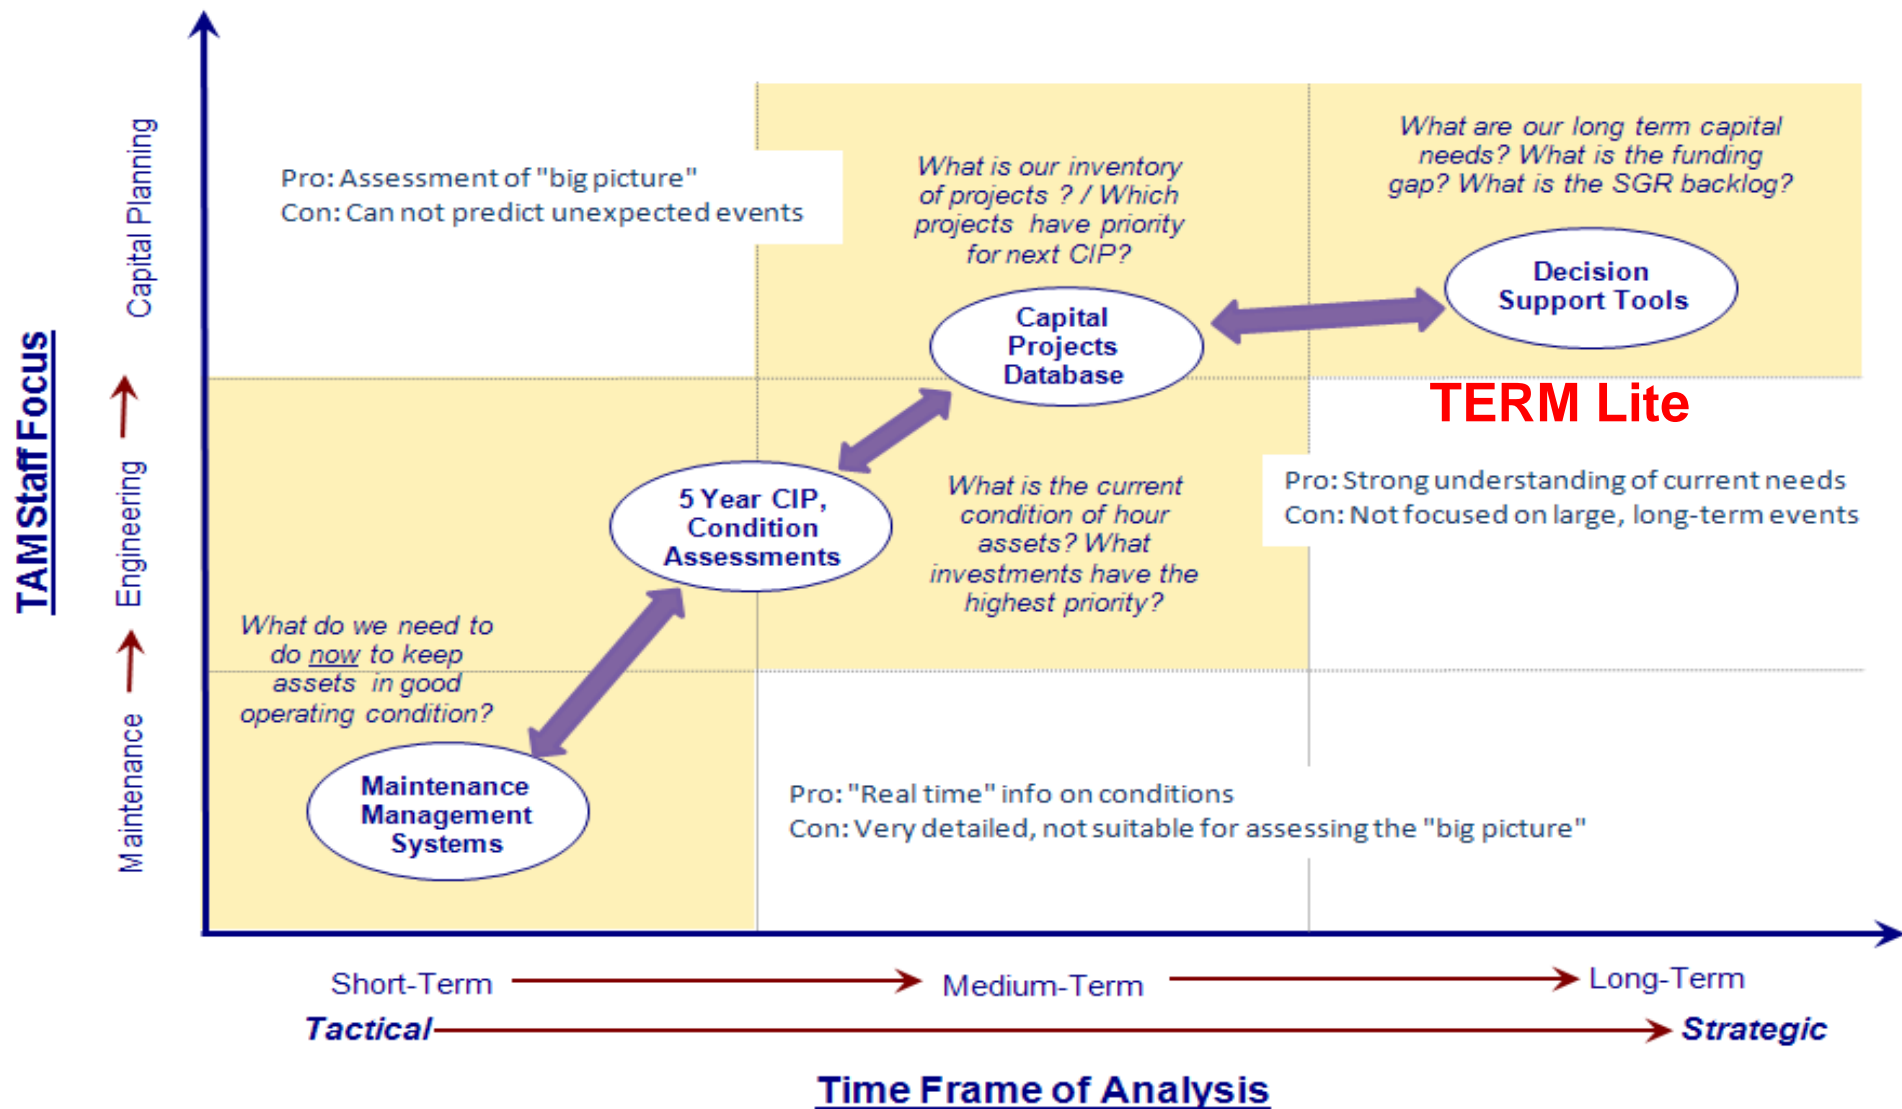 What are our long term capital
needs? What is the funding
gap? What is the SGR backlog?
What is our inventory
of projects ? / Which
projects have priority
for next CIP?
Pro: Assessment of "big picture"
Con: Can not predict unexpected events
Capital Planning
Decision
Support Tools
Capital
Projects
Database
TERM Lite
TAM Staff Focus
Engineering
5 Year CIP,
Condition
Assessments
What is the current
condition of hour
assets? What
investments have the
highest priority?
Pro: Strong understanding of current needs
Con: Not focused on large, long-term events
What do we need to
do now to keep
assets in good
operating condition?
Maintenance
Maintenance
Management
Systems
Pro: "Real time" info on conditions
Con: Very detailed, not suitable for assessing the "big picture"
Short-Term
Medium-Term
Long-Term
Tactical
Strategic
Time Frame of Analysis